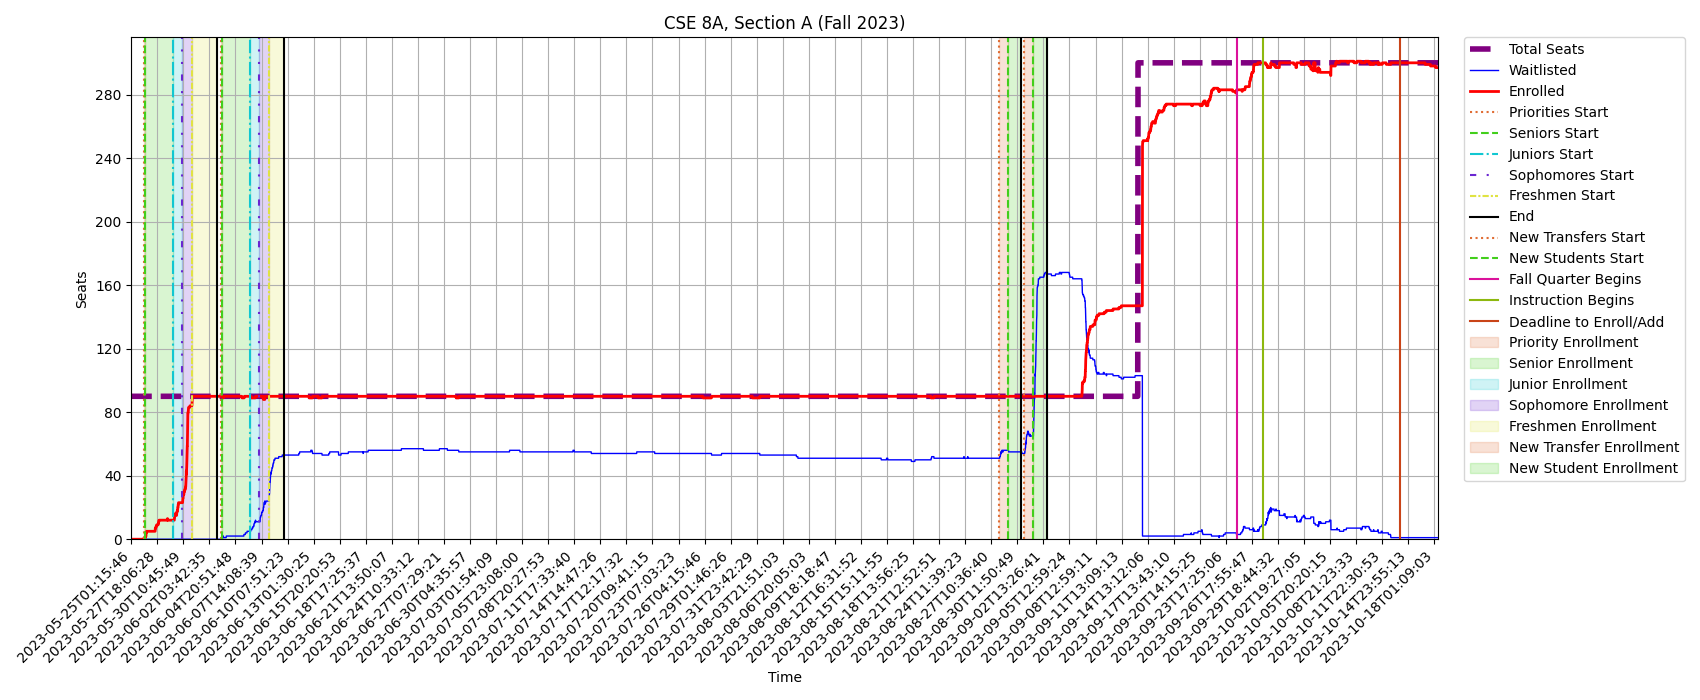 CSE 8A, Section A (Fall 2023)
Seats
280
240
200
160
120
80
40
0
2023-05-25T01:15:46
2023-05-27T18:06:28
2023-05-30T10:45:49
2023-06-02T03:42:35
2023-06-04T20:51:48
2023-06-07T14:08:39
2023-06-10T07:51:23
2023-06-13T01:30:25
2023-06-15T20:20:53
2023-06-18T17:25:37
2023-06-21T13:50:07
2023-06-24T10:33:12
2023-06-27T07:29:21
2023-06-30T04:35:57
2023-07-03T01:54:09
2023-07-05T23:08:00
2023-07-08T20:27:53
2023-07-11T17:33:40
2023-07-14T14:47:26
2023-07-17T12:17:32
2023-07-20T09:41:15
2023-07-23T07:03:23
2023-07-26T04:15:46
2023-07-29T01:46:26
2023-07-31T23:42:29
2023-08-03T21:51:03
2023-08-06T20:05:03
2023-08-09T18:18:47
2023-08-12T16:31:52
2023-08-15T15:11:55
2023-08-18T13:56:25
2023-08-21T12:52:51
2023-08-24T11:39:23
2023-08-27T10:36:40
2023-08-30T11:50:49
2023-09-02T13:26:41
2023-09-05T12:59:24
2023-09-08T12:59:11
2023-09-11T13:09:13
2023-09-14T13:12:06
2023-09-17T13:43:10
2023-09-20T14:15:25
2023-09-23T17:25:06
2023-09-26T17:55:47
2023-09-29T18:44:32
2023-10-02T19:27:05
2023-10-05T20:20:15
2023-10-08T21:23:33
2023-10-11T22:30:53
2023-10-14T23:55:13
2023-10-18T01:09:03
Time
Total Seats
Waitlisted
Enrolled
Priorities Start
Seniors Start
Juniors Start
Sophomores Start
Freshmen Start
End
New Transfers Start
New Students Start
Fall Quarter Begins
Instruction Begins
Deadline to Enroll/Add
Priority Enrollment
Senior Enrollment
Junior Enrollment
Sophomore Enrollment
Freshmen Enrollment
New Transfer Enrollment
New Student Enrollment